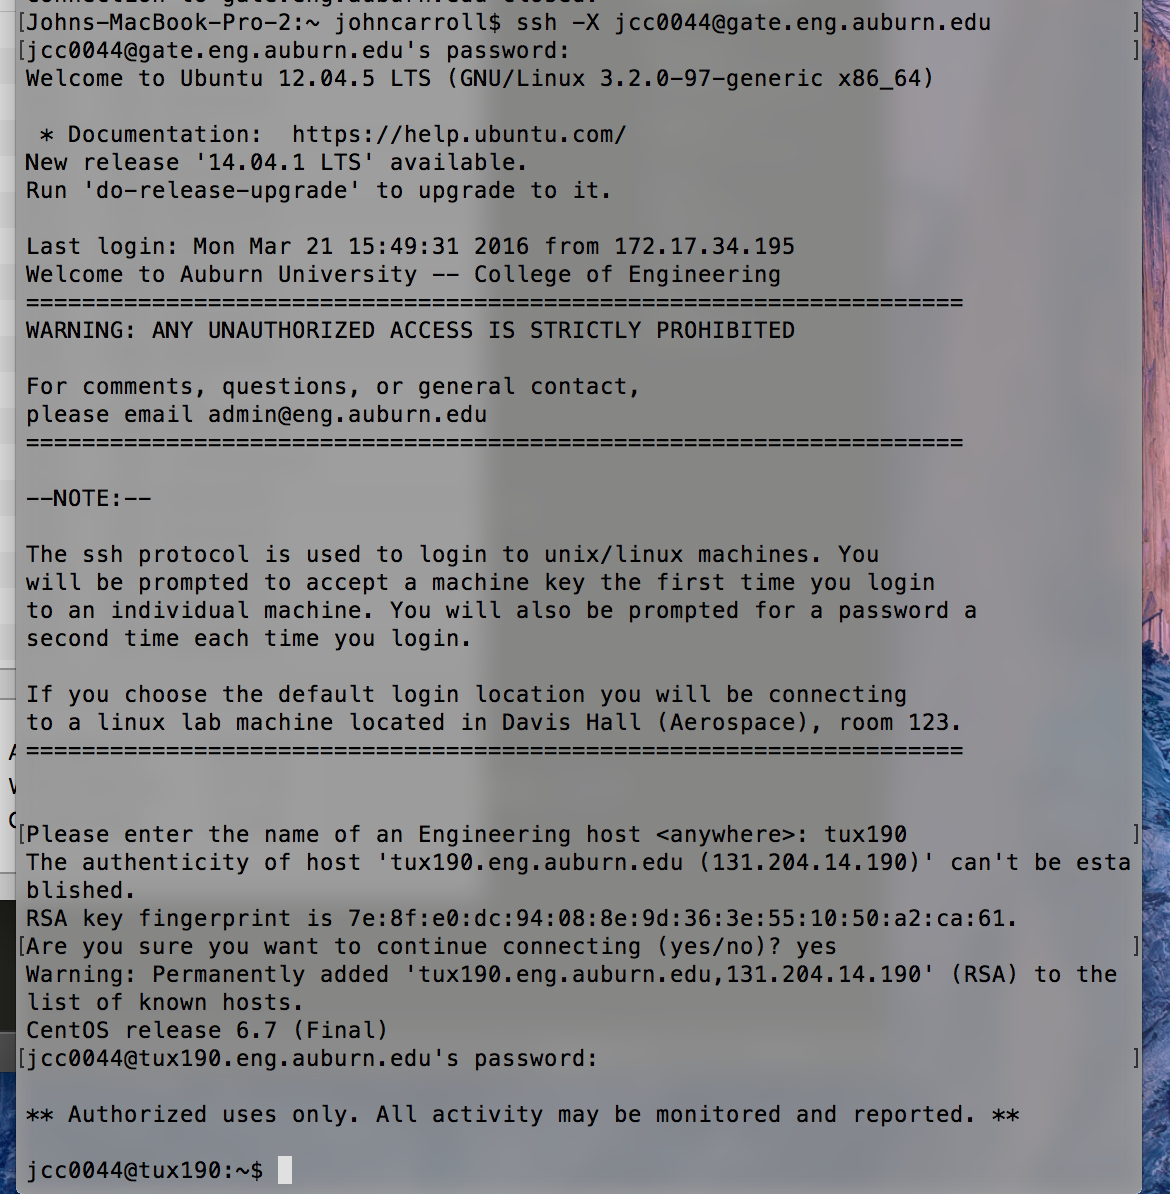 Connection to gate.eng.auburn.edu closed.
[Johns-MacBook-Pro-2:~ johncarroll$ ssh -X jcc0044@gate.eng.auburn.edu ]
[jcc0044@gate.eng.auburn.edu's password: ]
Welcome to Ubuntu 12.04.5 LTS (GNU/Linux 3.2.0-97-generic x86_64)
* Documentation:  https://help.ubuntu.com/
New release '14.04.1 LTS' available.
Run 'do-release-upgrade' to upgrade to it.
Last login: Mon Mar 21 15:49:31 2016 from 172.17.34.195
Welcome to Auburn University -- College of Engineering
===================================================================
WARNING: ANY UNAUTHORIZED ACCESS IS STRICTLY PROHIBITED
For comments, questions, or general contact,
please email admin@eng.auburn.edu
===================================================================
--NOTE:--
The ssh protocol is used to login to unix/linux machines. You
will be prompted to accept a machine key the first time you login
to an individual machine. You will also be prompted for a password a
second time each time you login.
If you choose the default login location you will be connecting
to a linux lab machine located in Davis Hall (Aerospace), room 123.
===================================================================
[Please enter the name of an Engineering host <anywhere>: tux190 ]
The authenticity of host 'tux190.eng.auburn.edu (131.204.14.190)' can't be esta
blished.
RSA key fingerprint is 7e:8f:e0:dc:94:08:8e:9d:36:3e:55:10:50:a2:ca:61.
[Are you sure you want to continue connecting (yes/no)? yes ]
Warning: Permanently added 'tux190.eng.auburn.edu,131.204.14.190' (RSA) to the
list of known hosts.
CentOS release 6.7 (Final)
[jcc0044@tux190.eng.auburn.edu's password: ]
** Authorized uses only. All activity may be monitored and reported. **
jcc0044@tux190:~$